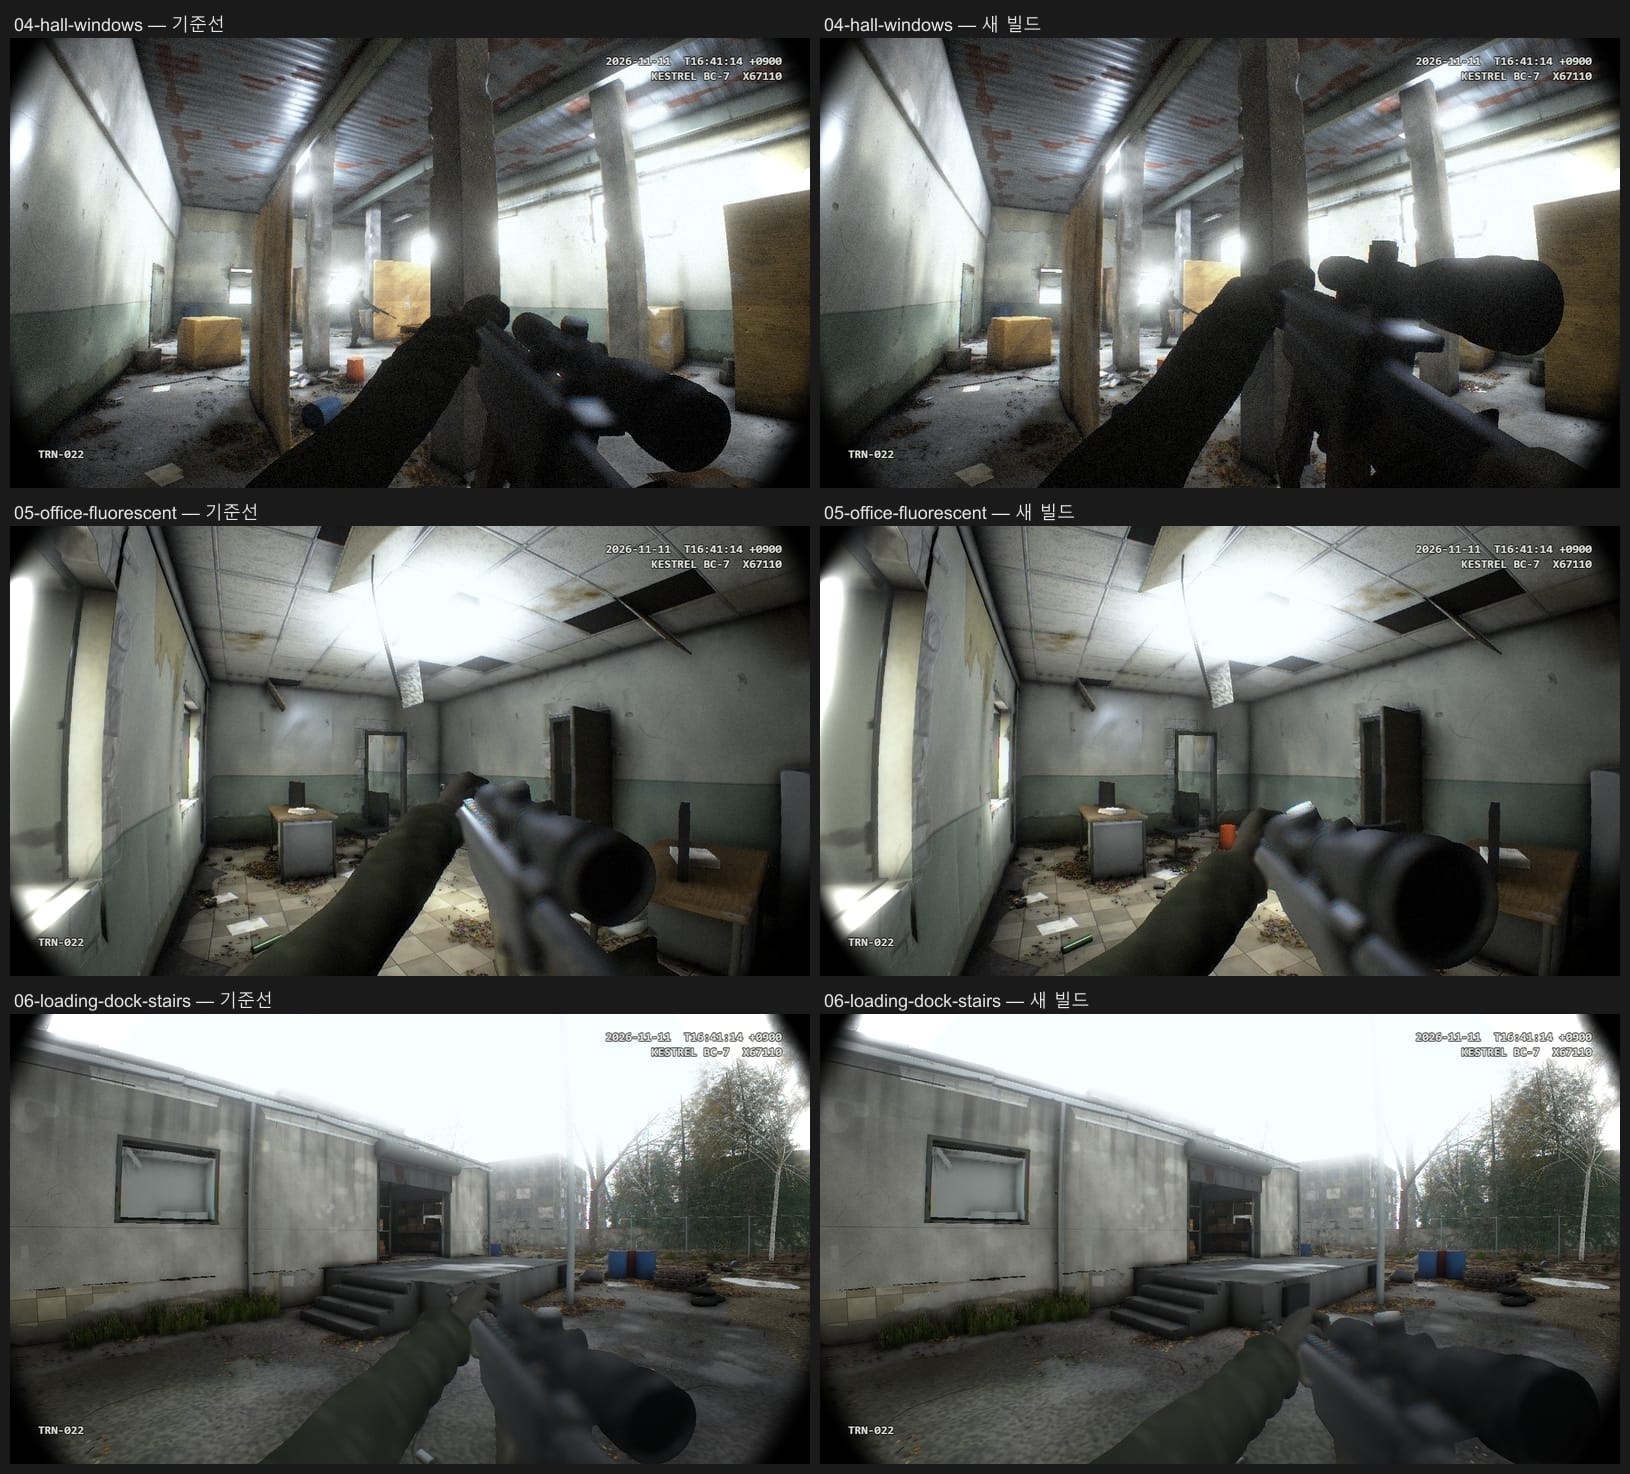 04-hall-windows — 기준선
2026-11-11 T16:41:14 +0900
KESTREL BC-7 X67110
TRN-022
04-hall-windows — 새 빌드
2026-11-11 T16:41:14 +0900
KESTREL BC-7 X67110
TRN-022
05-office-fluorescent — 기준선
2026-11-11 T16:41:14 +0900
KESTREL BC-7 X67110
TRN-022
05-office-fluorescent — 새 빌드
2026-11-11 T16:41:14 +0900
KESTREL BC-7 X67110
TRN-022
06-loading-dock-stairs — 기준선
2026-11-11 T16:41:14 +0900
KESTREL BC-7 X67110
TRN-022
06-loading-dock-stairs — 새 빌드
2026-11-11 T16:41:14 +0900
KESTREL BC-7 X67110
TRN-022